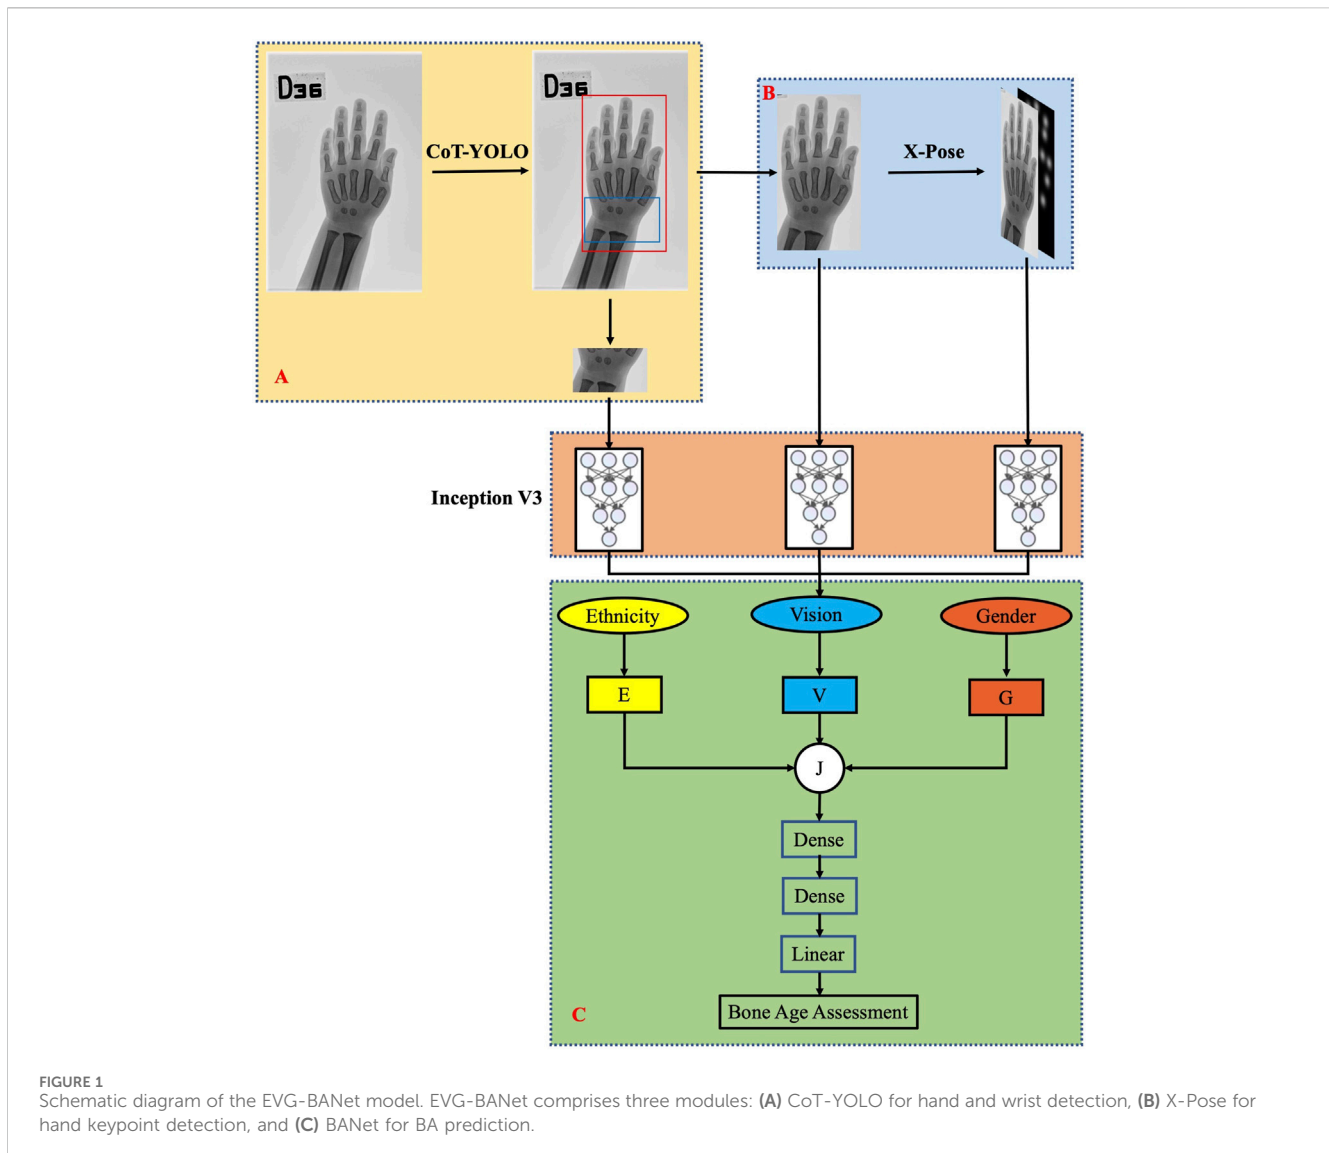 D36
D36
CoT-YOLO
A
B
X-Pose
Inception V3
Ethnicity
Vision
Gender
E
V
G
J
Dense
Dense
Linear
Bone Age Assessment
C
FIGURE 1
Schematic diagram of the EVG-BANet model. EVG-BANet comprises three modules: (A) CoT-YOLO for hand and wrist detection, (B) X-Pose for
hand keypoint detection, and (C) BANet for BA prediction.